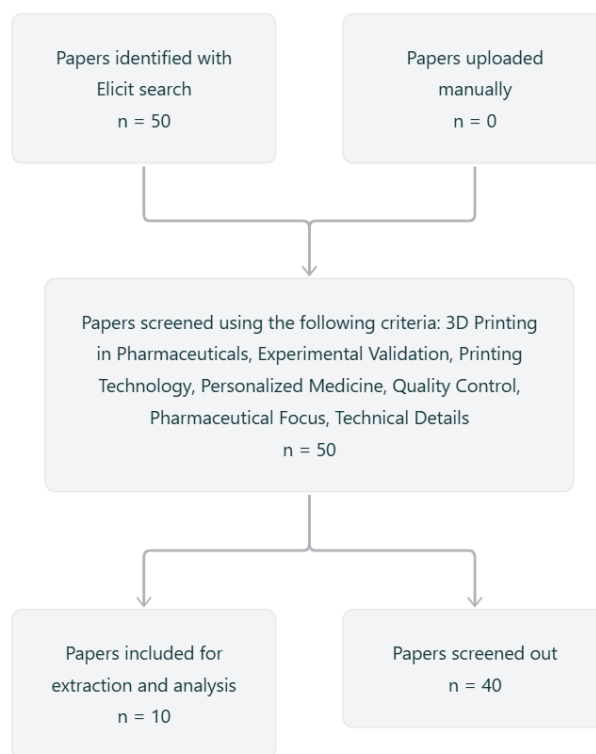 Papers identified with
Elicit search
n = 50
Papers uploaded
manually
n = 0
Papers screened using the following criteria: 3D Printing
in Pharmaceuticals, Experimental Validation, Printing
Technology, Personalized Medicine, Quality Control,
Pharmaceutical Focus, Technical Details
n = 50
Papers included for
extraction and analysis
n = 10
Papers screened out
n = 40